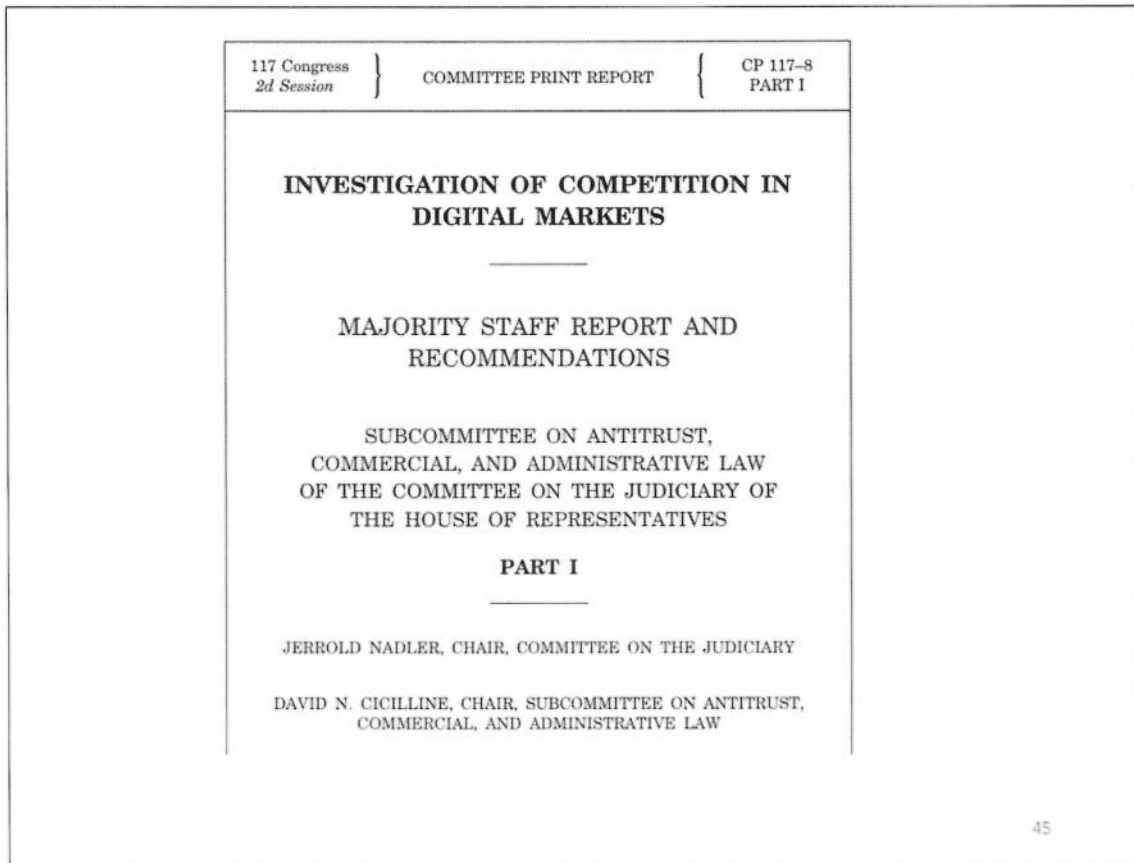 117 Congress
2d Session
COMMITTEE PRINT REPORT
CP 117–8
PART I
INVESTIGATION OF COMPETITION IN
DIGITAL MARKETS
MAJORITY STAFF REPORT AND
RECOMMENDATIONS
SUBCOMMITTEE ON ANTITRUST,
COMMERCIAL, AND ADMINISTRATIVE LAW
OF THE COMMITTEE ON THE JUDICIARY OF
THE HOUSE OF REPRESENTATIVES
PART I
JERROLD NADLER, CHAIR, COMMITTEE ON THE JUDICIARY
DAVID N. CICILLINE, CHAIR, SUBCOMMITTEE ON ANTITRUST,
COMMERCIAL, AND ADMINISTRATIVE LAW
45